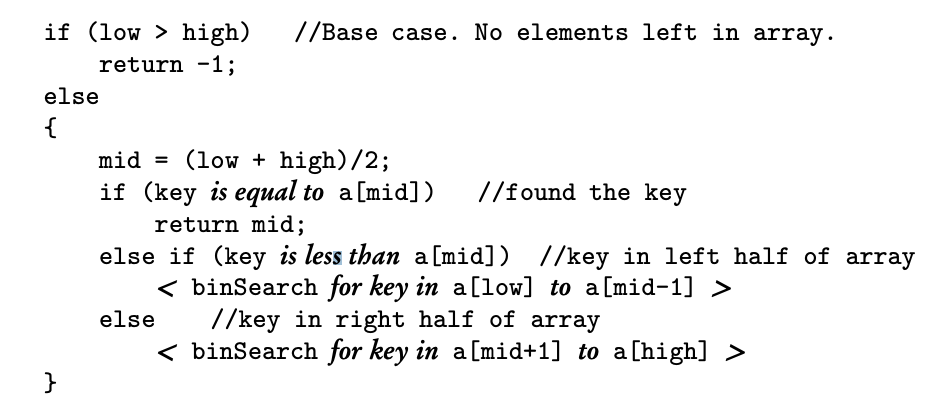 if (low > high)   //Base case. No elements left in array.
    return -1;
else
{
    mid = (low + high)/2;
    if (key is equal to a[mid])   //found the key
        return mid;
    else if (key is less than a[mid])  //key in left half of array
        < binSearch for key in a[low] to a[mid-1] >
    else    //key in right half of array
        < binSearch for key in a[mid+1] to a[high] >
}